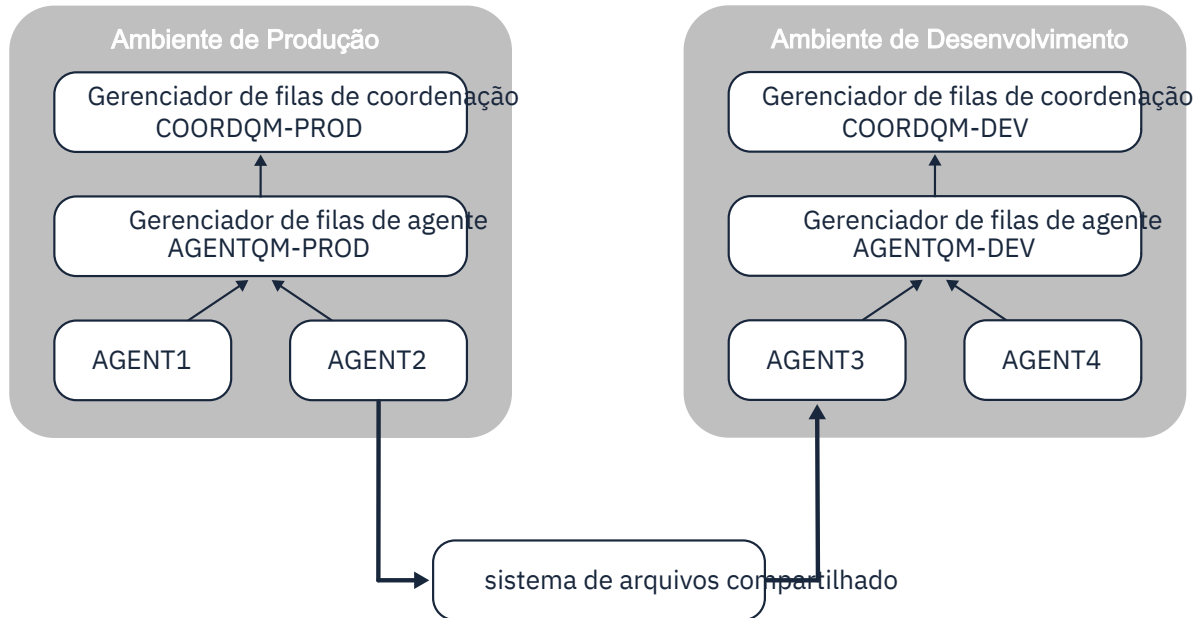 Ambiente de Produção
Gerenciador de filas de coordenação
COORDQM-PROD
Gerenciador de filas de agente
AGENTQM-PROD
AGENT1
AGENT2
Ambiente de Desenvolvimento
Gerenciador de filas de coordenação
COORDQM-DEV
Gerenciador de filas de agente
AGENTQM-DEV
AGENT3
AGENT4
sistema de arquivos compartilhado